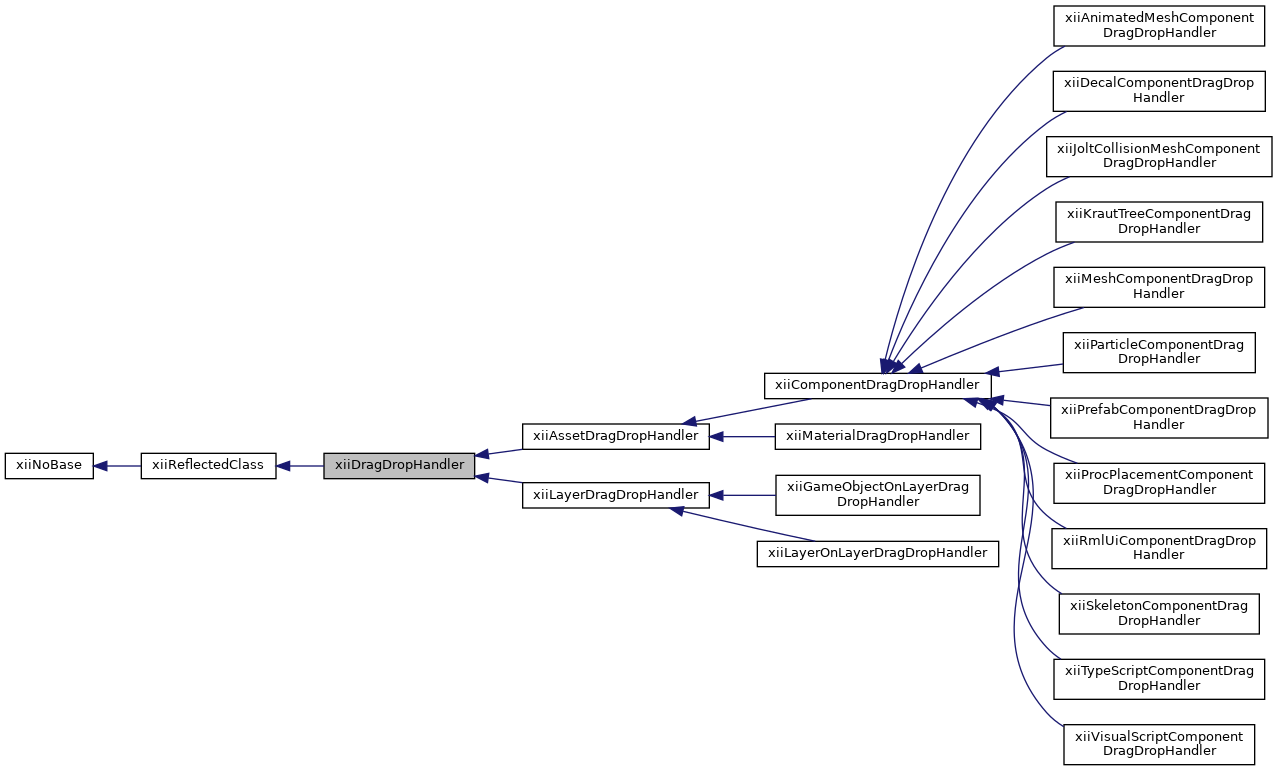 xiiNoBase
xiiReflectedClass
xiiDragDropHandler
xiiAssetDragDropHandler
xiiLayerDragDropHandler
xiiComponentDragDropHandler
xiiMaterialDragDropHandler
xiiGameObjectOnLayerDrag
DropHandler
xiiLayerOnLayerDragDropHandler
xiiAnimatedMeshComponent
DragDropHandler
xiiDecalComponentDragDrop
Handler
xiiJoltCollisionMeshComponent
DragDropHandler
xiiKrautTreeComponentDrag
DropHandler
xiiMeshComponentDragDrop
Handler
xiiParticleComponentDrag
DropHandler
xiiPrefabComponentDragDrop
Handler
xiiProcPlacementComponent
DragDropHandler
xiiRmlUiComponentDragDrop
Handler
xiiSkeletonComponentDrag
DropHandler
xiiTypeScriptComponentDrag
DropHandler
xiiVisualScriptComponent
DragDropHandler